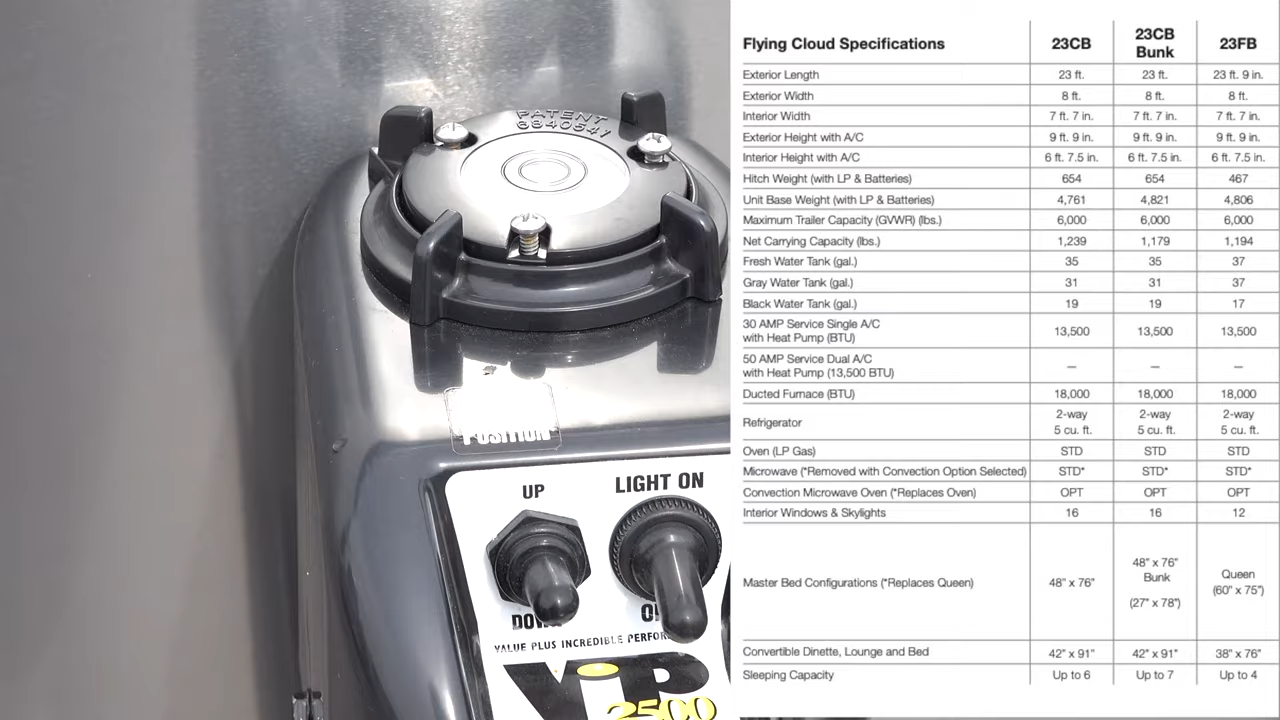 PATENT
6840541
POSITION
UP
LIGHT ON
DOWN
VALUE PLUS INCREDIBLE
VIP
3500
Flying Cloud Specifications 23CB 23CB Bunk 23FB
Exterior Length 23 ft. 23 ft. 23 ft. 9 in.
Exterior Width 8 ft. 8 ft. 8 ft.
Interior Width 7 ft. 7 in. 7 ft. 7 in. 7 ft. 7 in.
Exterior Height with A/C 9 ft. 9 in. 9 ft. 9 in. 9 ft. 9 in.
Interior Height with A/C 6 ft. 7.5 in. 6 ft. 7.5 in. 6 ft. 7.5 in.
Hitch Weight (with LP & Batteries) 654 654 467
Unit Base Weight (with LP & Batteries) 4,761 4,821 4,806
Maximum Trailer Capacity (GVWR) (lbs.) 6,000 6,000 6,000
Net Carrying Capacity (lbs.) 1,239 1,179 1,194
Fresh Water Tank (gal.) 35 35 37
Gray Water Tank (gal.) 31 31 37
Black Water Tank (gal.) 19 19 17
30 AMP Service Single A/C
with Heat Pump (BTU) 13,500 13,500 13,500
50 AMP Service Dual A/C
with Heat Pump (13,500 BTU) – – –
Ducted Furnace (BTU) 18,000 18,000 18,000
Refrigerator 2-way 5 cu. ft. 2-way 5 cu. ft. 2-way 5 cu. ft.
Oven (LP Gas) STD STD STD
Microwave (*Removed with Convection Option Selected) STD* STD* STD*
Convection Microwave Oven (*Replaces Oven) OPT OPT OPT
Interior Windows & Skylights 16 16 12
Master Bed Configurations (*Replaces Queen) 48" x 76" 48" x 76" Bunk (27" x 78") Queen (60" x 75")
Convertible Dinette, Lounge and Bed 42" x 91" 42" x 91" 38" x 76"
Sleeping Capacity Up to 6 Up to 7 Up to 4